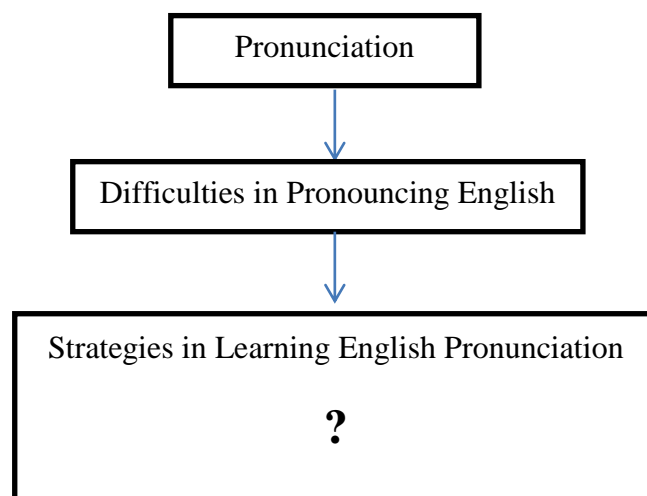 Pronunciation
Difficulties in Pronouncing English
Strategies in Learning English Pronunciation
?